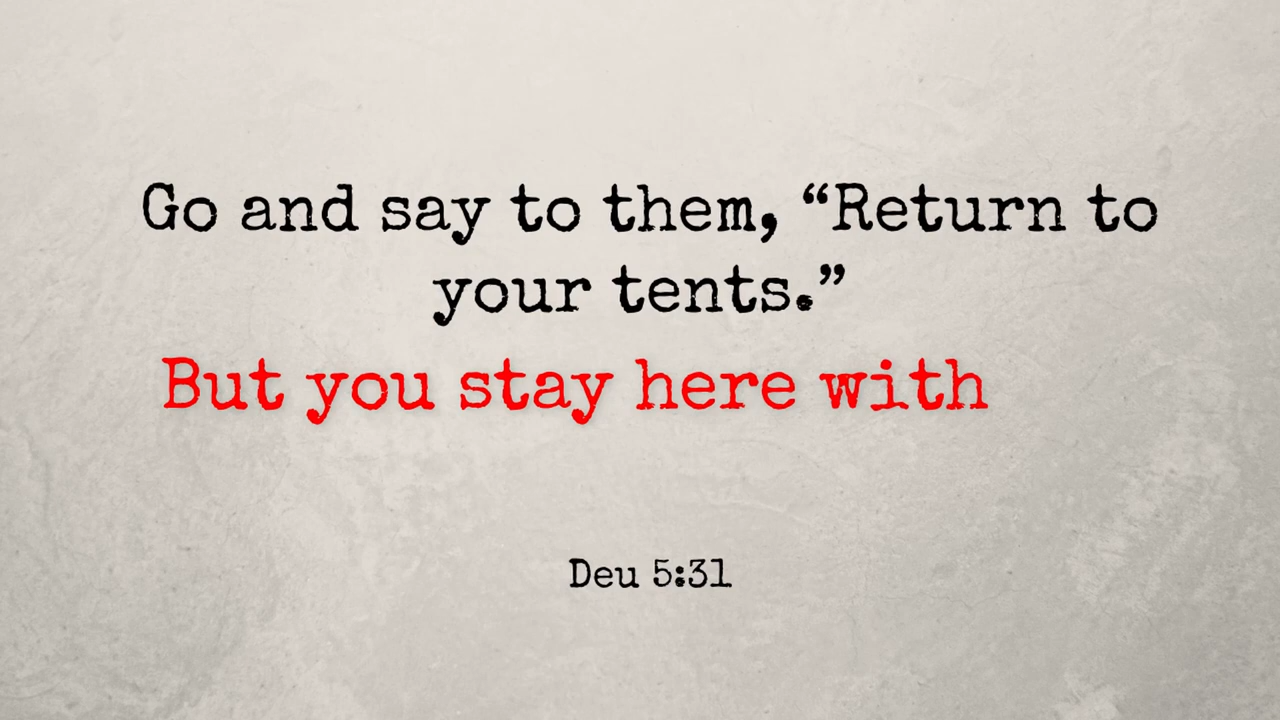 Go and say to them, “Return to
your tents.”
But you stay here with
Deu 5:31